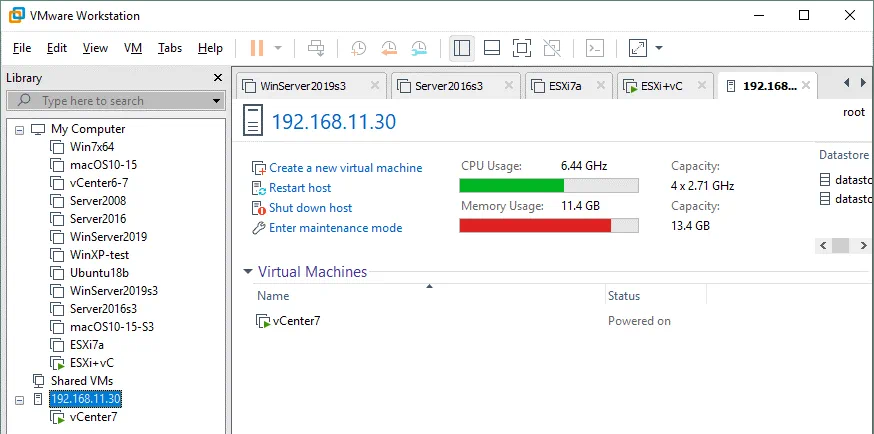 VMware Workstation
File Edit View VM Tabs Help
Library
Type here to search
My Computer
Win7x64
macOS10-15
vCenter6-7
Server2008
Server2016
WinServer2019
WinXP-test
Ubuntu18b
WinServer2019s3
Server2016s3
macOS10-15-S3
ESXi7a
ESXi+vC
Shared VMs
192.168.11.30
vCenter7
WinServer2019s3 Server2016s3 ESXi7a ESXi+vC 192.168...
192.168.11.30
root
Create a new virtual machine
Restart host
Shut down host
Enter maintenance mode
CPU Usage: 6.44 GHz
Memory Usage: 11.4 GB
Capacity:
4 x 2.71 GHz
Capacity:
13.4 GB
Datastore
datasto
datasto
Virtual Machines
Name Status
vCenter7 Powered on